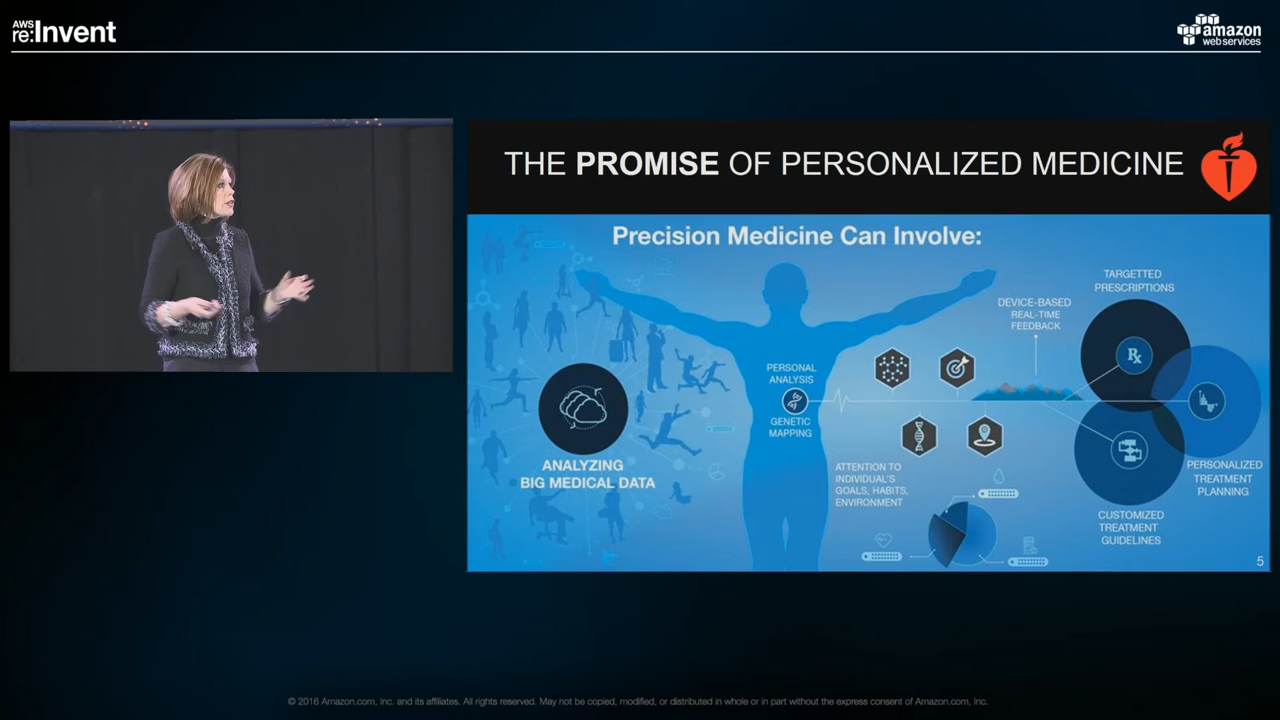 AWS
re:Invent
amazon
web services
THE PROMISE OF PERSONALIZED MEDICINE
Precision Medicine Can Involve:
ANALYZING
BIG MEDICAL DATA
PERSONAL
ANALYSIS
GENETIC
MAPPING
ATTENTION TO
INDIVIDUAL'S
GOALS, HABITS,
ENVIRONMENT
DEVICE-BASED
REAL-TIME
FEEDBACK
TARGETTED
PRESCRIPTIONS
Rx
PERSONALIZED
TREATMENT
PLANNING
CUSTOMIZED
TREATMENT
GUIDELINES
5
© 2016 Amazon.com, Inc. and its affiliates. All rights reserved. May not be copied, modified, or distributed in whole or in part without the express consent of Amazon.com, Inc.